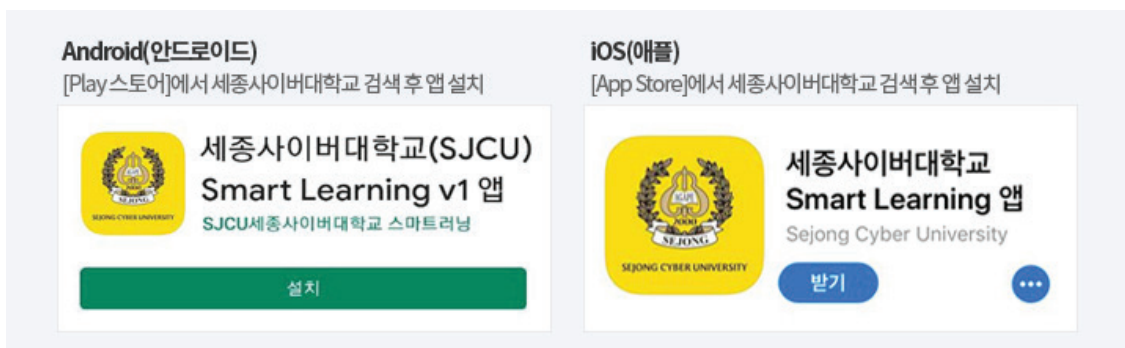 Android(안드로이드)
[Play 스토어]에서 세종사이버대학교 검색 후 앱 설치
세종사이버대학교(SJCU)
Smart Learning v1 앱
SJCU세종사이버대학교 스마트러닝
SEJONG
SEJONG CYBER UNIVERSITY
설치
iOS(애플)
[App Store]에서 세종사이버대학교 검색 후 앱 설치
AGAPE
2000
SEJONG
SEJONG CYBER UNIVERSITY
세종사이버대학교
Smart Learning 앱
Sejong Cyber University
받기